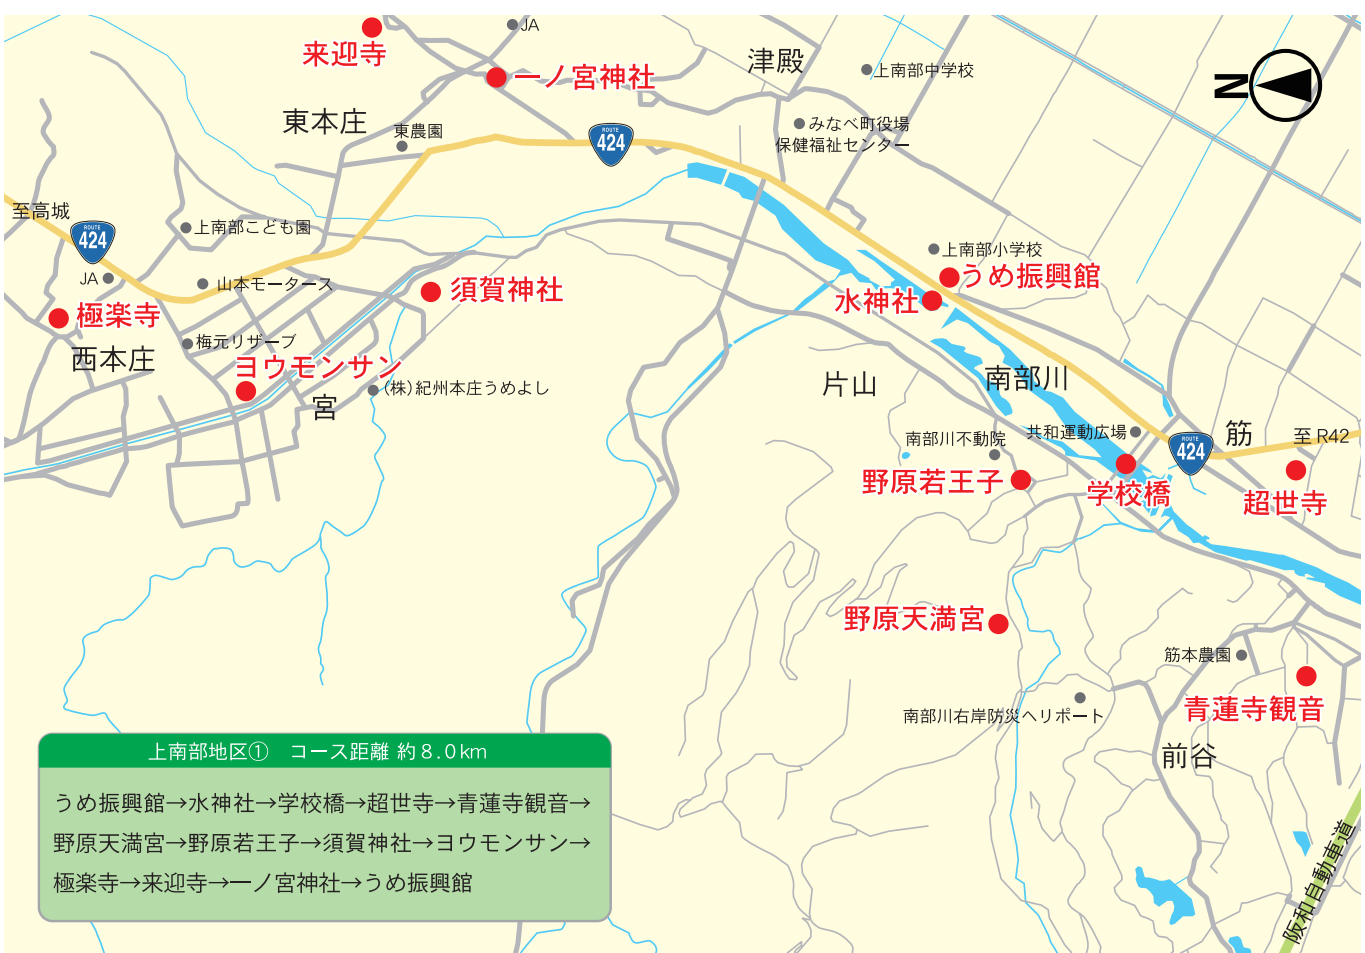 来迎寺
JA
一ノ宮神社
津殿
上南部中学校
N
東本庄
東農園
ROUTE
424
みなべ町役場
保健福祉センター
至高城
ROUTE
424
上南部こども園
JA
山本モータース
須賀神社
上南部小学校
うめ振興館
水神社
極楽寺
西本庄
梅元リザーブ
ヨウモンサン
(株)紀州本庄うめよし
宮
片山
南部川
南部川不動院
共和運動広場
ROUTE
424
筋
至 R42
野原若王子
学校橋
超世寺
野原天満宮
筋本農園
青蓮寺観音
南部川右岸防災ヘリポート
前谷
阪和自動車道
上南部地区① コース距離 約8.0km
うめ振興館→水神社→学校橋→超世寺→青蓮寺観音→
野原天満宮→野原若王子→須賀神社→ヨウモンサン→
極楽寺→来迎寺→一ノ宮神社→うめ振興館